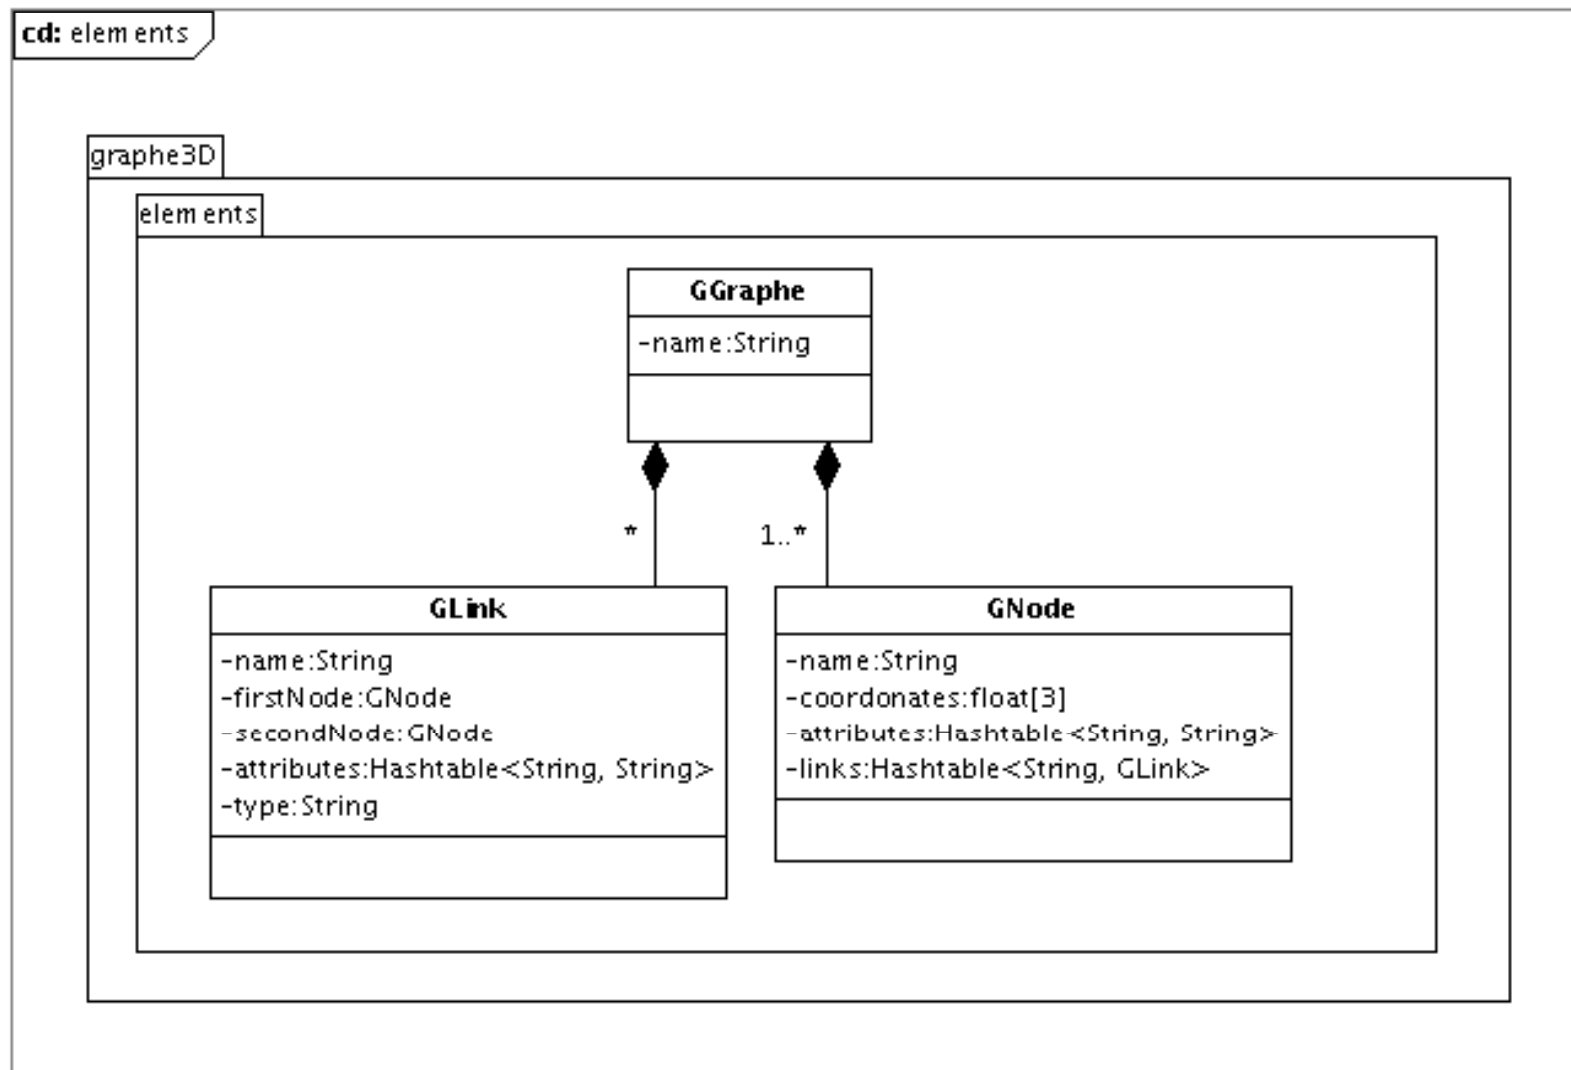 cd: elements
graphe3D
elements
GGraphe
-name:String
* 1..*
GLink
-name:String
-firstNode:GNode
-secondNode:GNode
-attributes:Hashtable<String, String>
-type:String
GNode
-name:String
-coordonates:float[3]
-attributes:Hashtable<String, String>
-links:Hashtable<String, GLink>